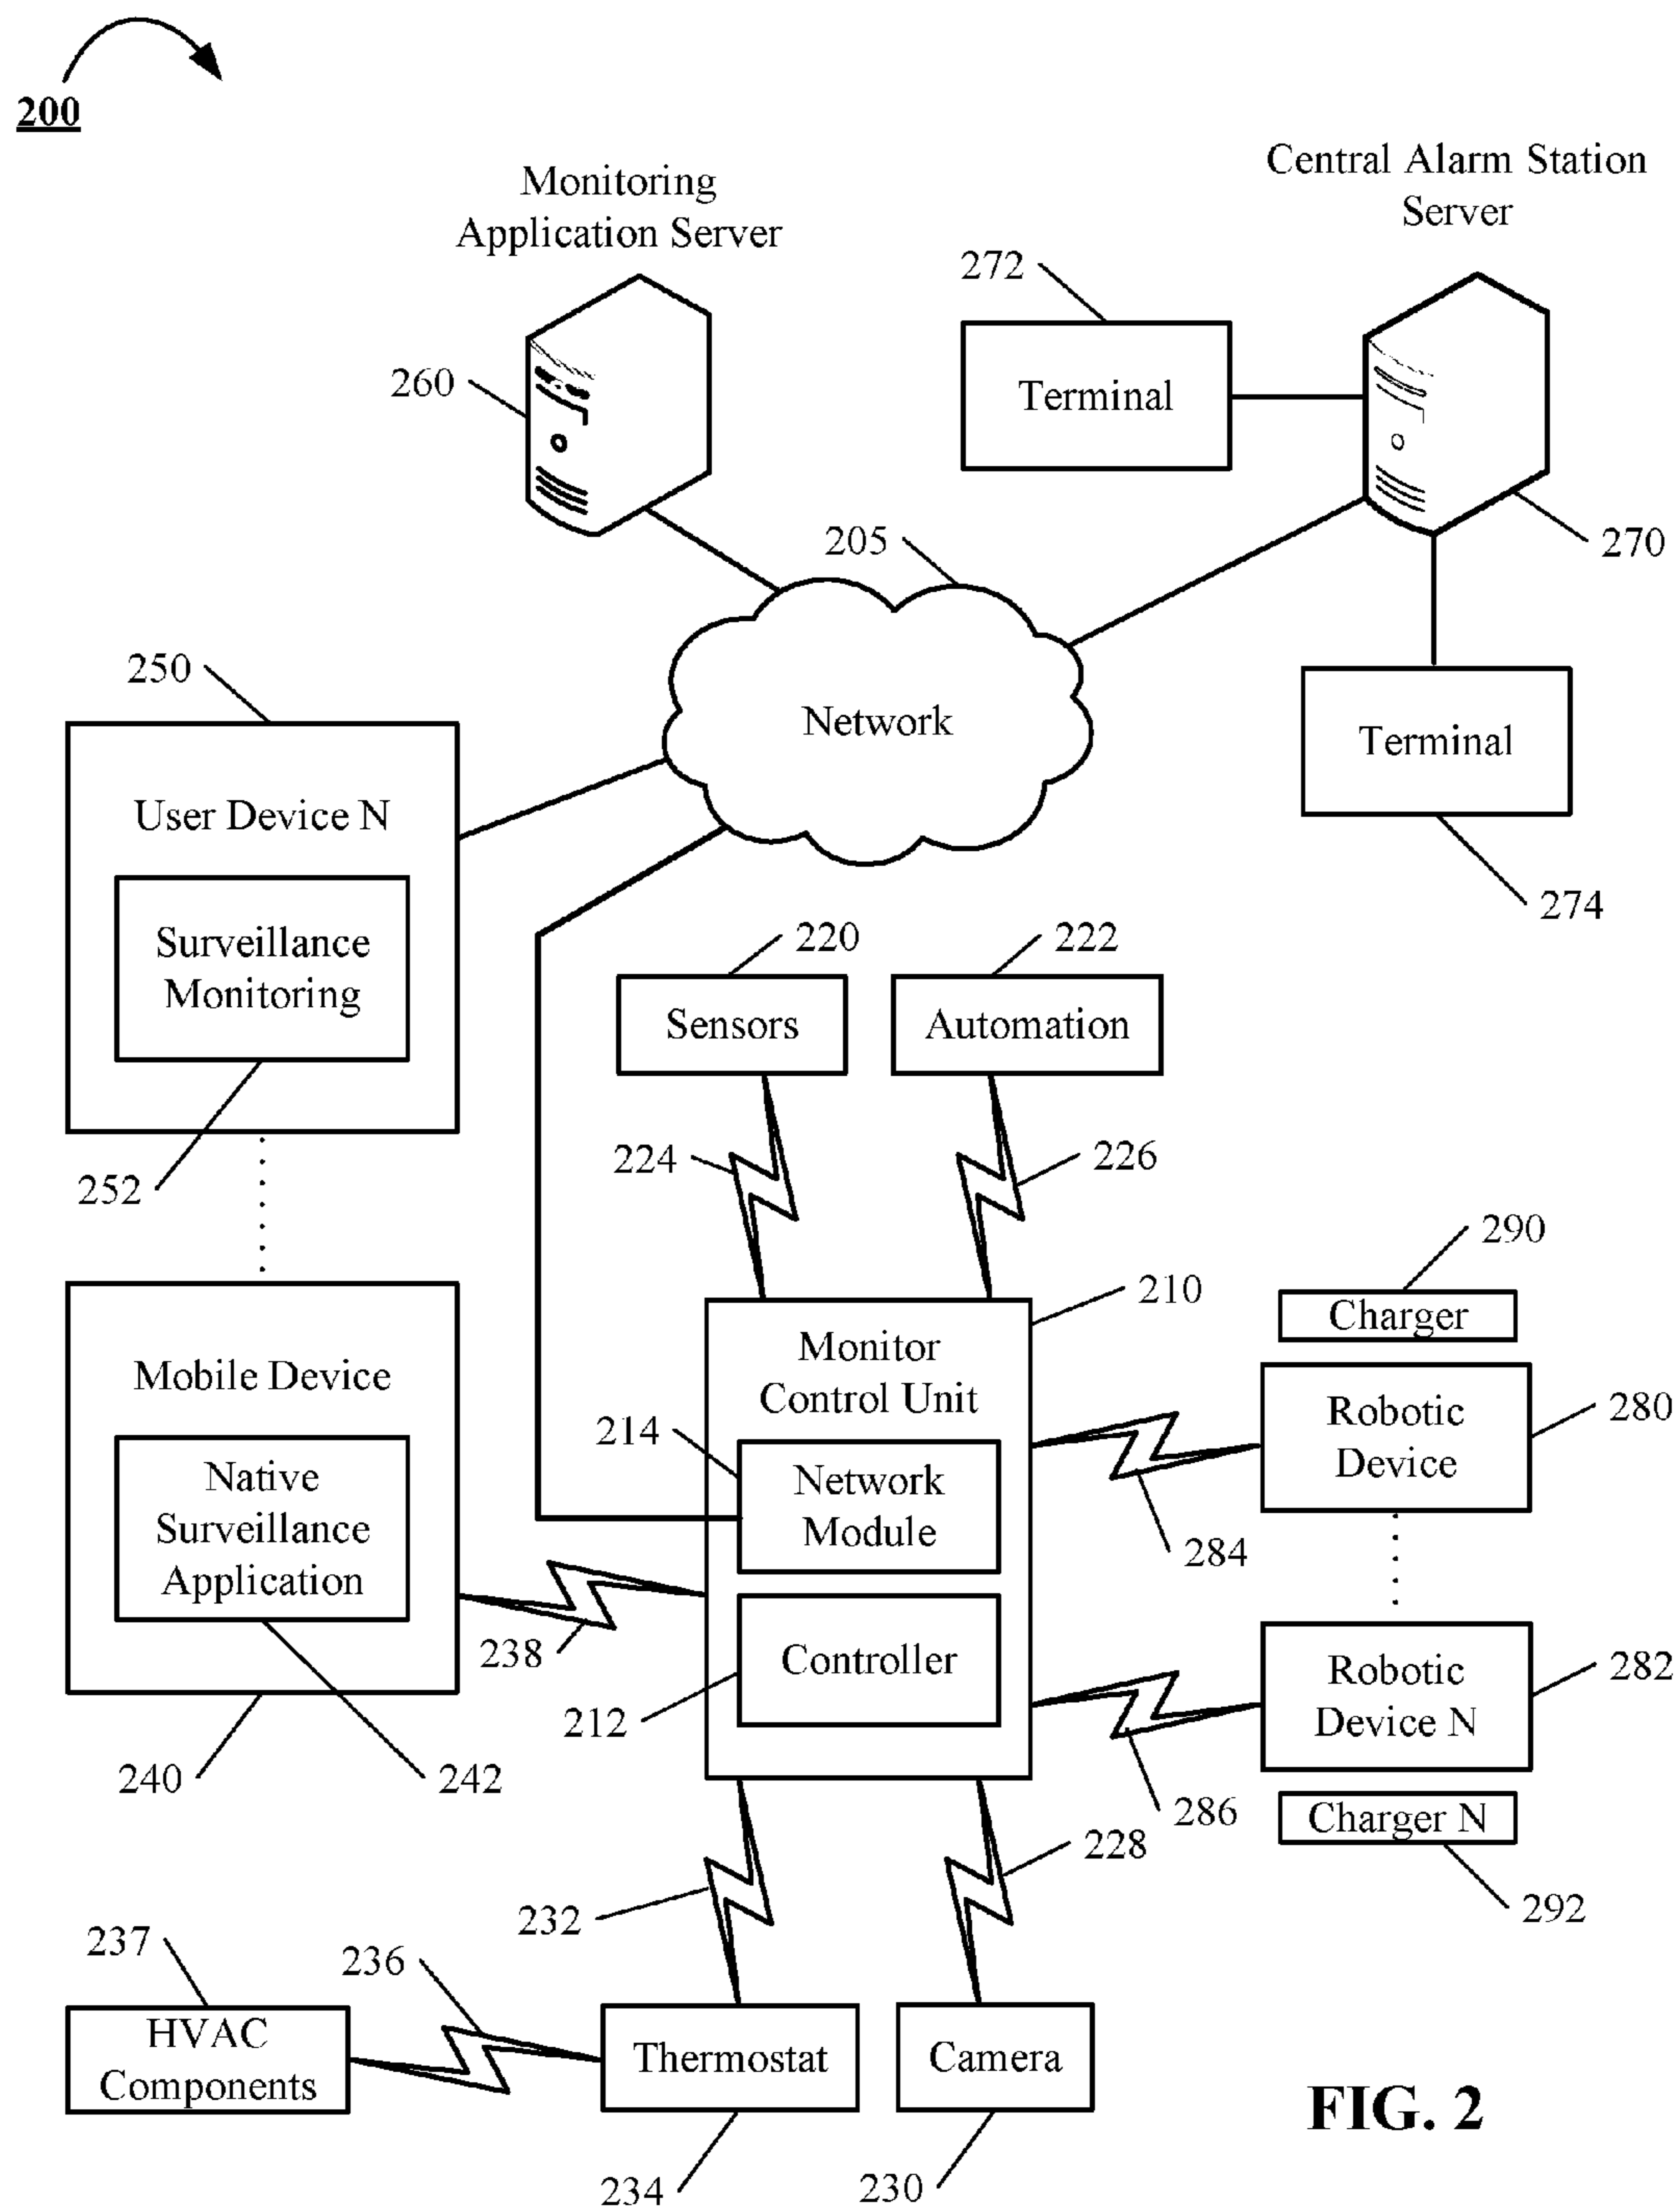 200
Monitoring
Application Server
Central Alarm Station
Server
272
260
Terminal
205
270
250
Network
Terminal
User Device N
274
Surveillance
Monitoring
220
222
Sensors
Automation
224
226
252
290
210
Charger
Monitor
Control Unit
Mobile Device
214
Robotic
Device
280
Network
Module
Native
Surveillance
Application
284
238
Controller
212
Robotic
Device N
282
240
242
286
Charger N
228
232
292
237
236
HVAC
Components
Thermostat
Camera
FIG. 2
234
230